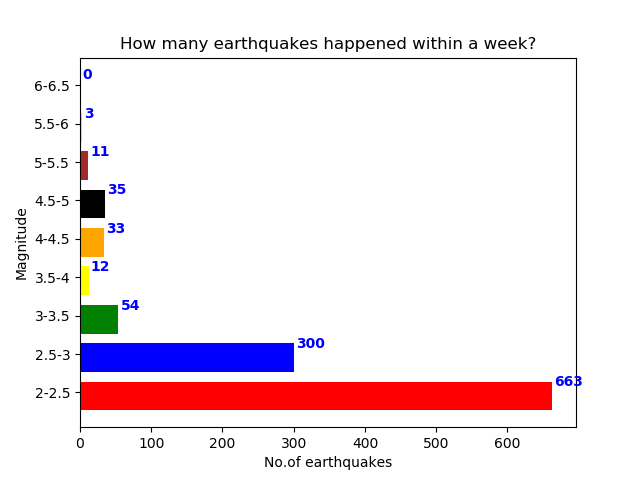 How many earthquakes happened within a week?
6-6.5 0
5.5-6 3
5-5.5 11
4.5-5 35
4-4.5 33
3.5-4 12
3-3.5 54
2.5-3 300
2-2.5 663
Magnitude
0 100 200 300 400 500 600
No.of earthquakes